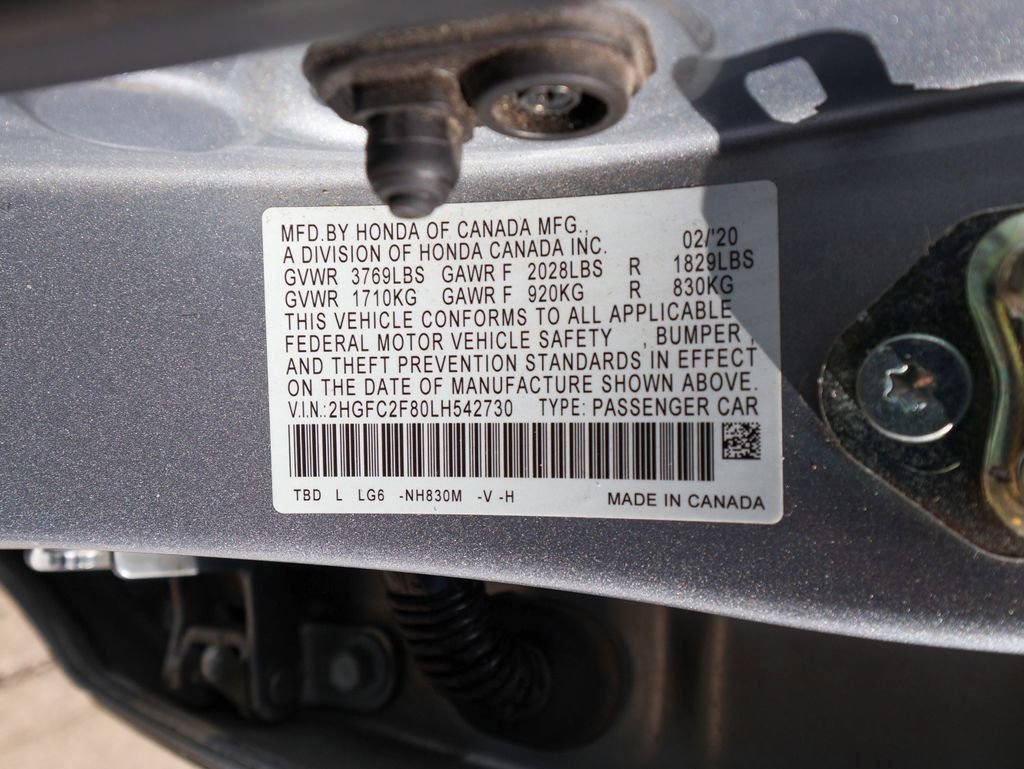 MFD.BY HONDA OF CANADA MFG.,
A DIVISION OF HONDA CANADA INC. 02/'20
GVWR 3769LBS GAWR F 2028LBS R 1829LBS
GVWR 1710KG GAWR F 920KG R 830KG
THIS VEHICLE CONFORMS TO ALL APPLICABLE
FEDERAL MOTOR VEHICLE SAFETY , BUMPER ,
AND THEFT PREVENTION STANDARDS IN EFFECT
ON THE DATE OF MANUFACTURE SHOWN ABOVE.
V.I.N.: 2HGFC2F80LH542730 TYPE: PASSENGER CAR
TBD L LG6 -NH830M -V -H MADE IN CANADA